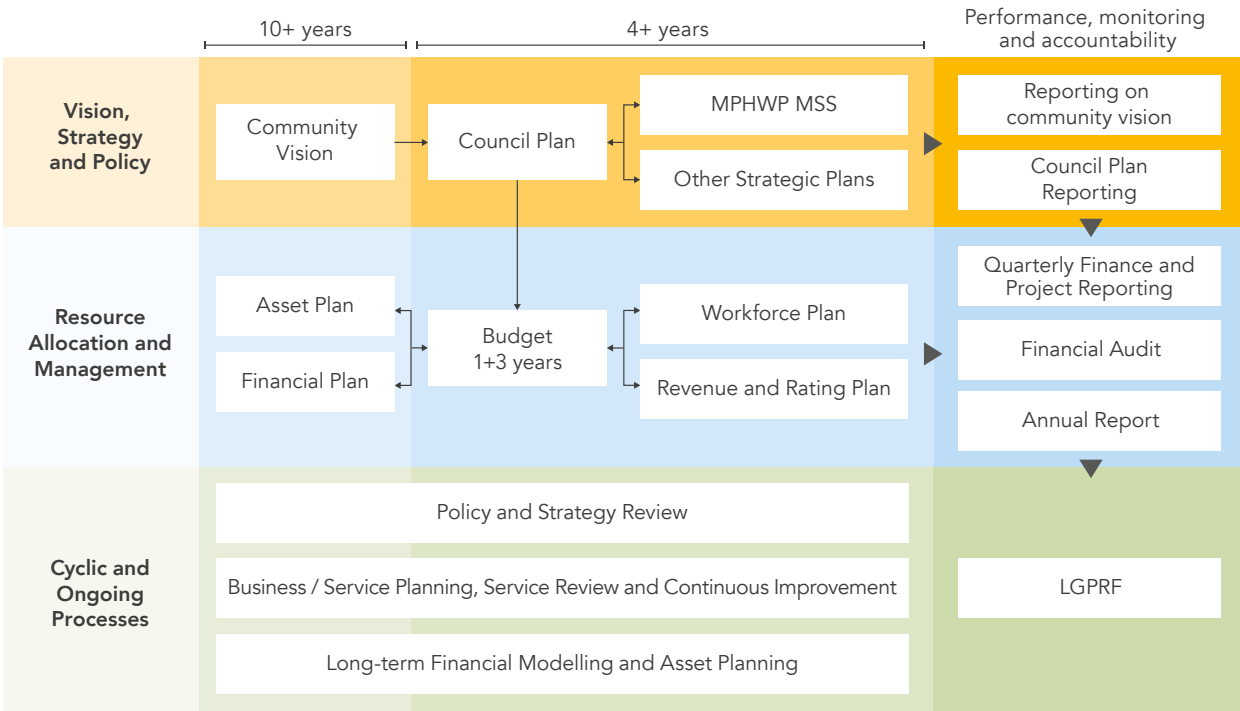 10+ years
4+ years
Performance, monitoring
and accountability
Vision,
Strategy
and Policy
Community
Vision
Council Plan
MPHWP MSS
Other Strategic Plans
Reporting on
community vision
Council Plan
Reporting
Resource
Allocation and
Management
Asset Plan
Financial Plan
Budget
1+3 years
Workforce Plan
Revenue and Rating Plan
Quarterly Finance and
Project Reporting
Financial Audit
Annual Report
Cyclic and
Ongoing
Processes
Policy and Strategy Review
Business / Service Planning, Service Review and Continuous Improvement
Long-term Financial Modelling and Asset Planning
LGPRF